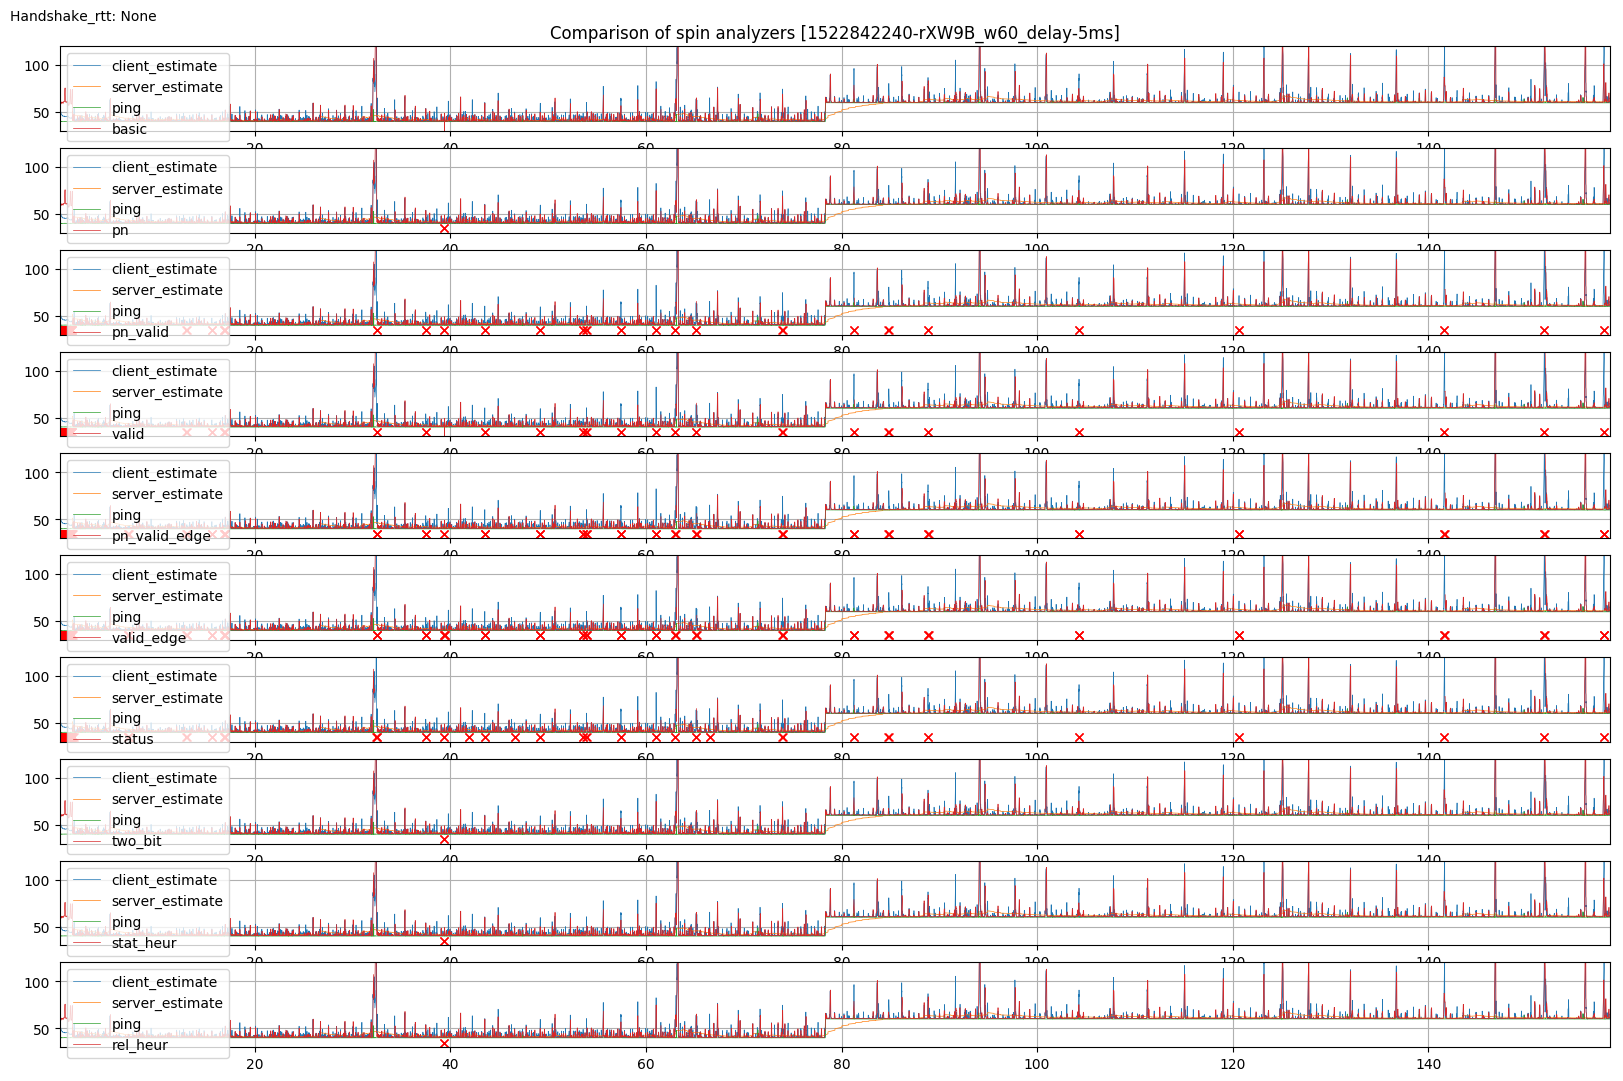 Handshake_rtt: None
Comparison of spin analyzers [1522842240-rXW9B_w60_delay-5ms]
100
50
client_estimate
server_estimate
ping
basic
20 40 60 80 100 120 140
100
50
client_estimate
server_estimate
ping
pn
20 40 60 80 100 120 140
100
50
client_estimate
server_estimate
ping
pn_valid
20 40 60 80 100 120 140
100
50
client_estimate
server_estimate
ping
valid
20 40 60 80 100 120 140
100
50
client_estimate
server_estimate
ping
pn_valid_edge
20 40 60 80 100 120 140
100
50
client_estimate
server_estimate
ping
valid_edge
20 40 60 80 100 120 140
100
50
client_estimate
server_estimate
ping
status
20 40 60 80 100 120 140
100
50
client_estimate
server_estimate
ping
two_bit
20 40 60 80 100 120 140
100
50
client_estimate
server_estimate
ping
stat_heur
20 40 60 80 100 120 140
100
50
client_estimate
server_estimate
ping
rel_heur
20 40 60 80 100 120 140